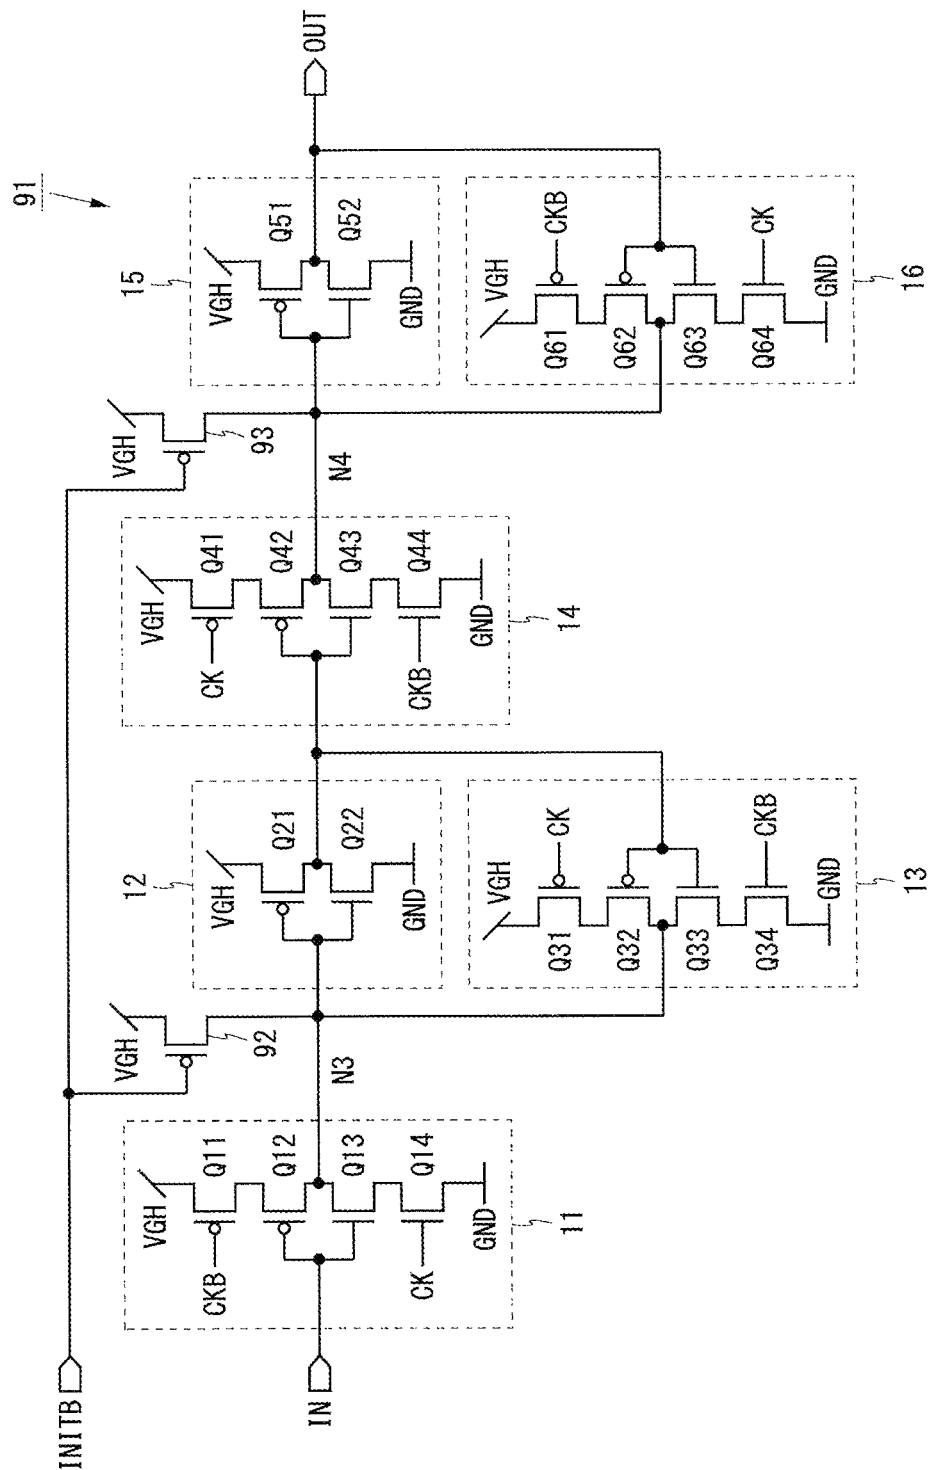 91
INITB
IN
VGH
Q11
CKB
Q12
Q13
Q14
CK
GND
11
VGH
92
N3
12
VGH
Q21
Q22
GND
VGH
Q31
CK
Q32
Q33
Q34
CKB
GND
13
VGH
Q41
CK
Q42
Q43
Q44
CKB
GND
14
VGH
93
N4
15
VGH
Q51
Q52
GND
VGH
Q61
CKB
Q62
Q63
Q64
CK
GND
16
OUT